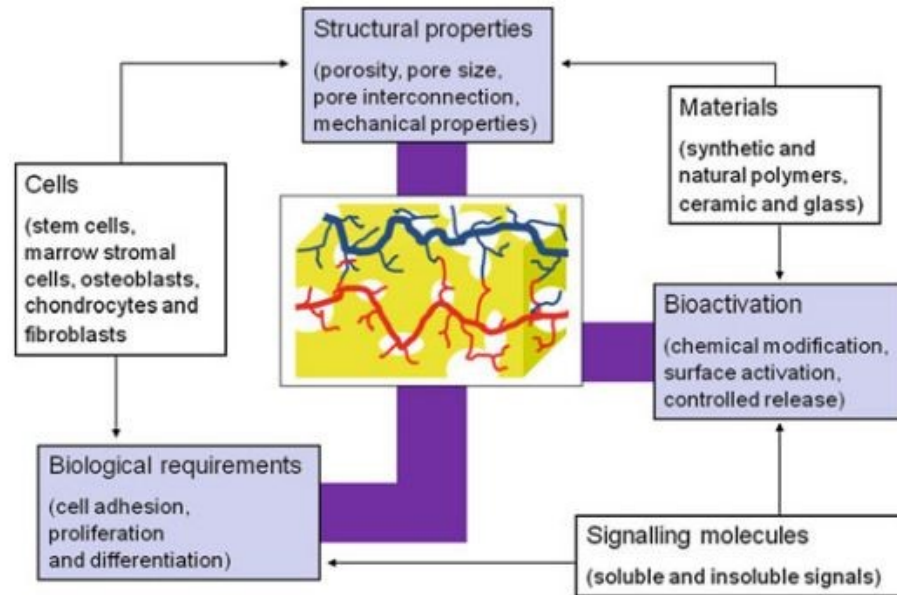 Structural properties
(porosity, pore size,
pore interconnection,
mechanical properties)
Materials
(synthetic and
natural polymers,
ceramic and glass)
Cells
(stem cells,
marrow stromal
cells, osteoblasts,
chondrocytes and
fibroblasts
Bioactivation
(chemical modification,
surface activation,
controlled release)
Biological requirements
(cell adhesion,
proliferation
and differentiation)
Signalling molecules
(soluble and insoluble signals)